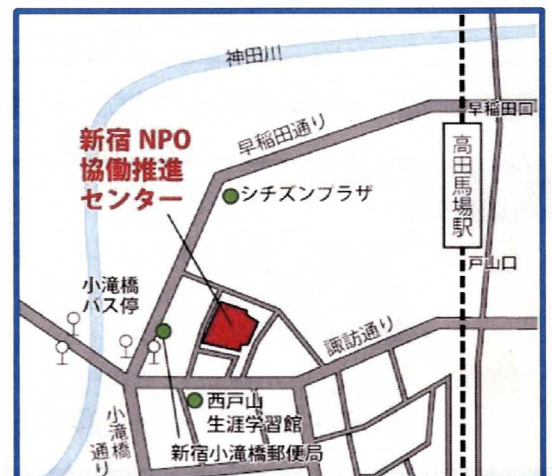 神田川
早稲田口
早稲田通り
新宿 NPO
協働推進
センター
高田馬場駅
シチズンプラザ
戸山口
小滝橋
バス停
諏訪通り
西戸山
生涯学習館
小滝橋
通り
新宿小滝橋郵便局